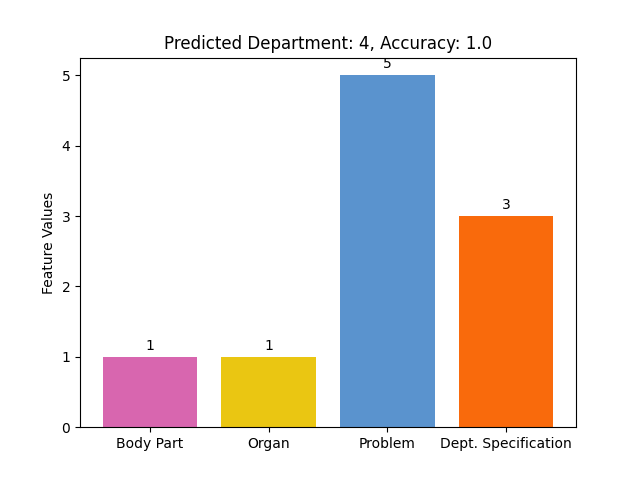 Predicted Department: 4, Accuracy: 1.0
Feature Values
5
4
3
2
1
0
1
1
5
3
Body Part
Organ
Problem
Dept. Specification